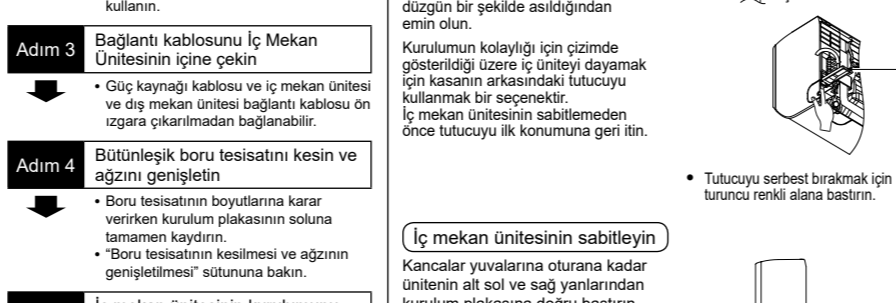 kullanın.
Adım 3
Bağlantı kablosunu İç Mekan
Ünitesinin içine çekin
• Güç kaynağı kablosu ve iç mekan ünitesi
ve dış mekan ünitesi bağlantı kablosu ön
ızgara çıkarılmadan bağlanabilir.
Adım 4
Bütünleşik boru tesisatını kesin ve
ağzını genişletin
• Boru tesisatının boyutlarına karar
verirken kurulum plakasının soluna
tamamen kaydırın.
• “Boru tesisatının kesilmesi ve ağzının
genişletilmesi” sütununa bakın.
düzgün bir şekilde asıldığından
emin olun.
Kurulumun kolaylığı için çizimde
gösterildiği üzere iç üniteyi dayamak
için kasanın arkasındaki tutucuyu
kullanmak bir seçenektir.
İç mekan ünitesinin sabitlemeden
önce tutucuyu ilk konumuna geri itin.
İç mekan ünitesinin sabitleyin
Kancalar yuvalarına oturana kadar
ünitenin alt sol ve sağ yanlarından
kurulum plakasına doğru bastırın
• Tutucuyu serbest bırakmak için
turuncu renkli alana bastırın.